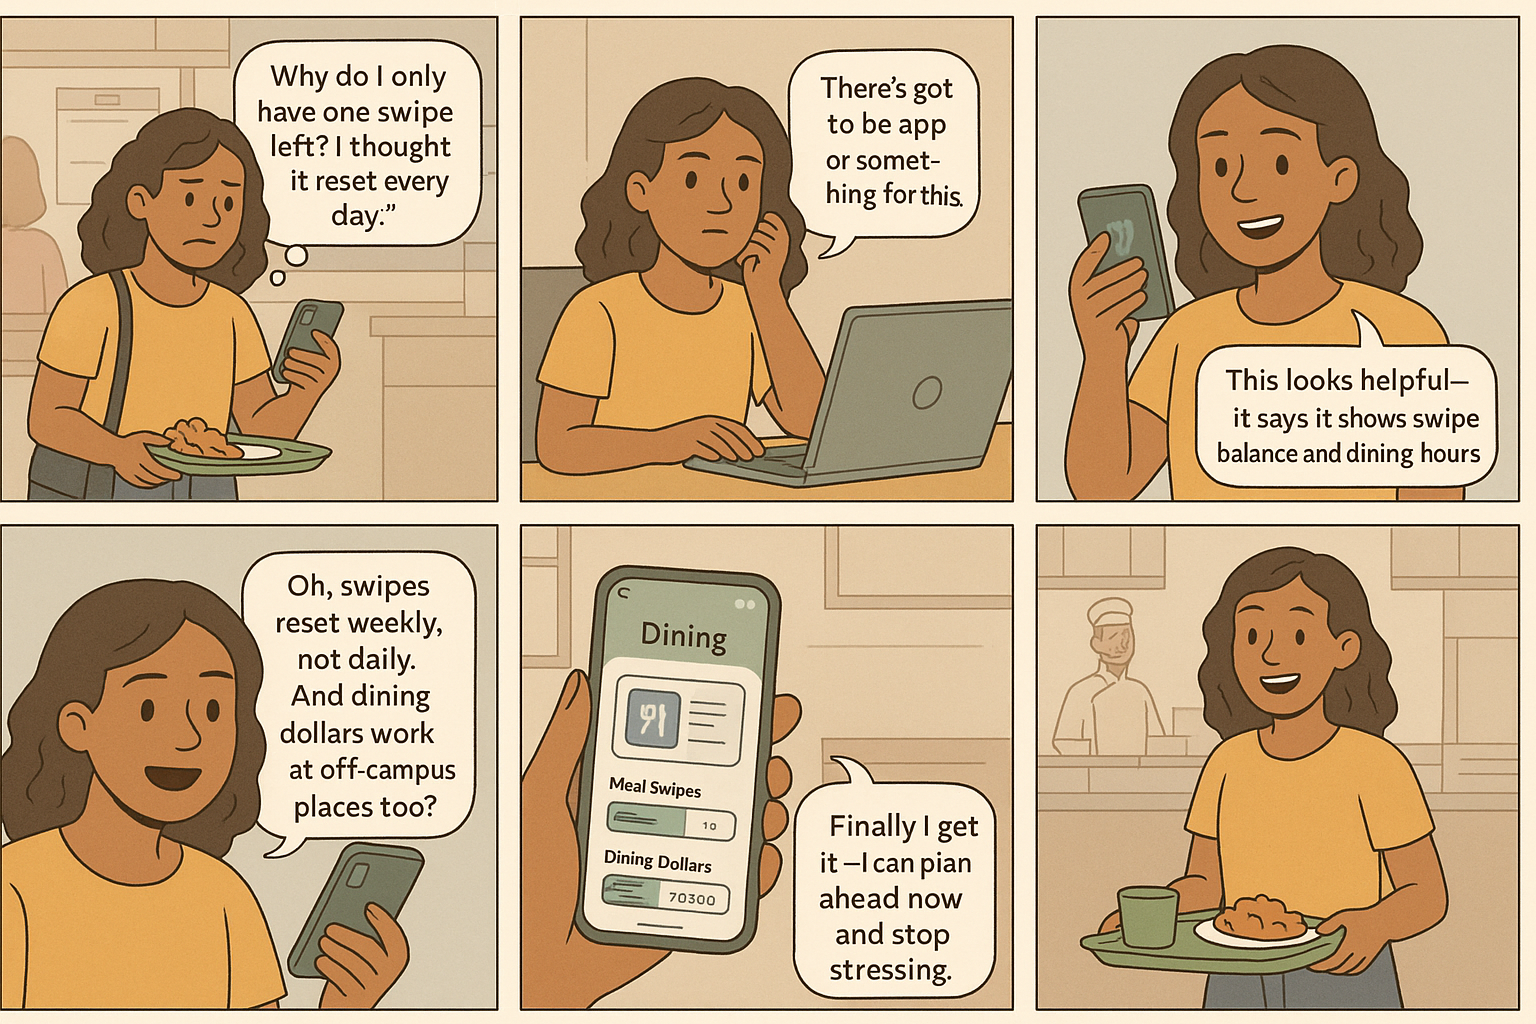 Why do I only
have one swipe
left? I thought
it reset every
day.”
There's got
to be app
or somet-
hing for this.
This looks helpful—
it says it shows swipe
balance and dining hours
Oh, swipes
reset weekly,
not daily.
And dining
dollars work
at off-campus
places too?
Dining
Meal Swipes
10
Dining Dollars
70300
Finally I get
it —I can pian
ahead now
and stop
stressing.